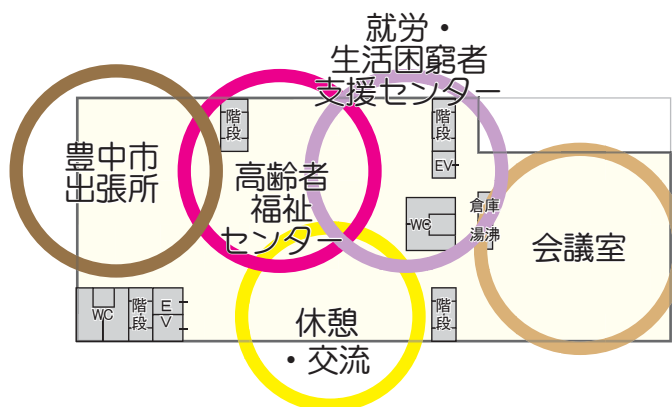 就労・
生活困窮者
支援センター
豊中市
出張所
階段
高齢者
福祉
センター
階段
EV
WC
倉庫
湯沸
会議室
WC
階段
EV
休憩
・交流
階段